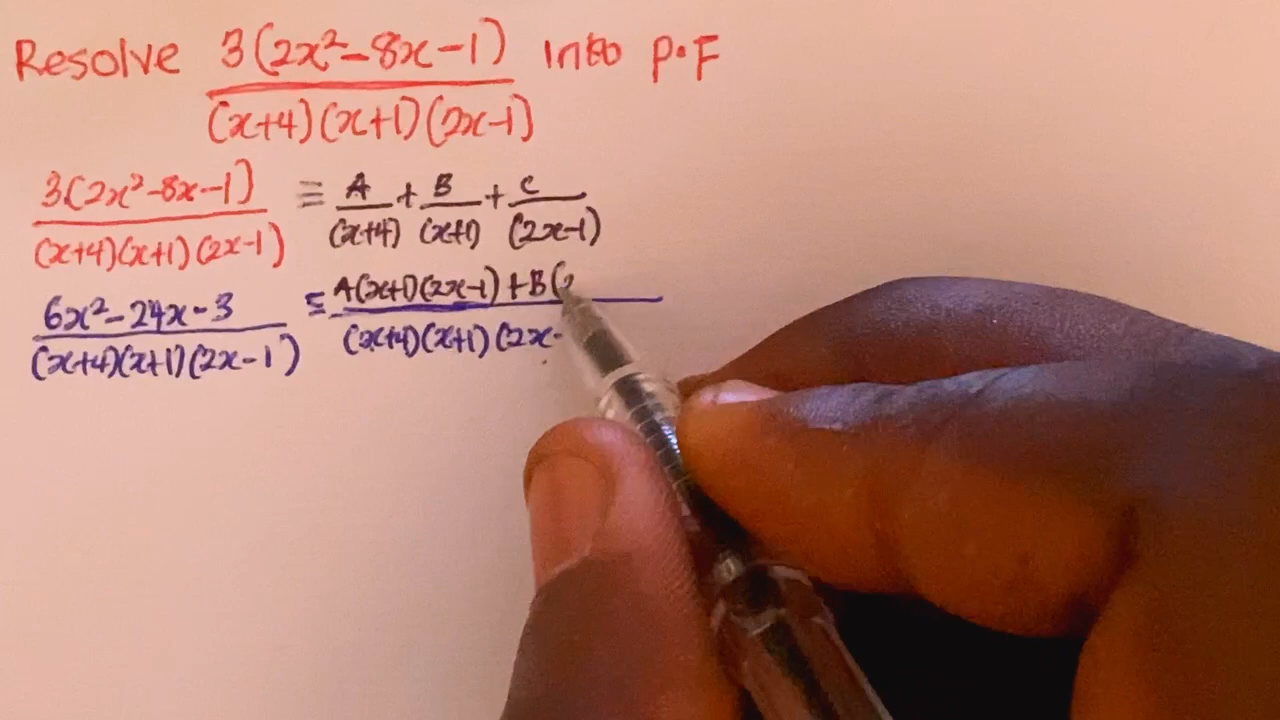 Resolve 3(2x²-8x-1) into P.F
(x+4)(x+1)(2x-1)
3(2x²-8x-1) ≡ A + B + C
(x+4)(x+1)(2x-1) (x+4) (x+1) (2x-1)
6x²-24x-3 ≡ A(x+1)(2x-1)+B(
(x+4)(x+1)(2x-1) (x+4)(x+1)(2x-